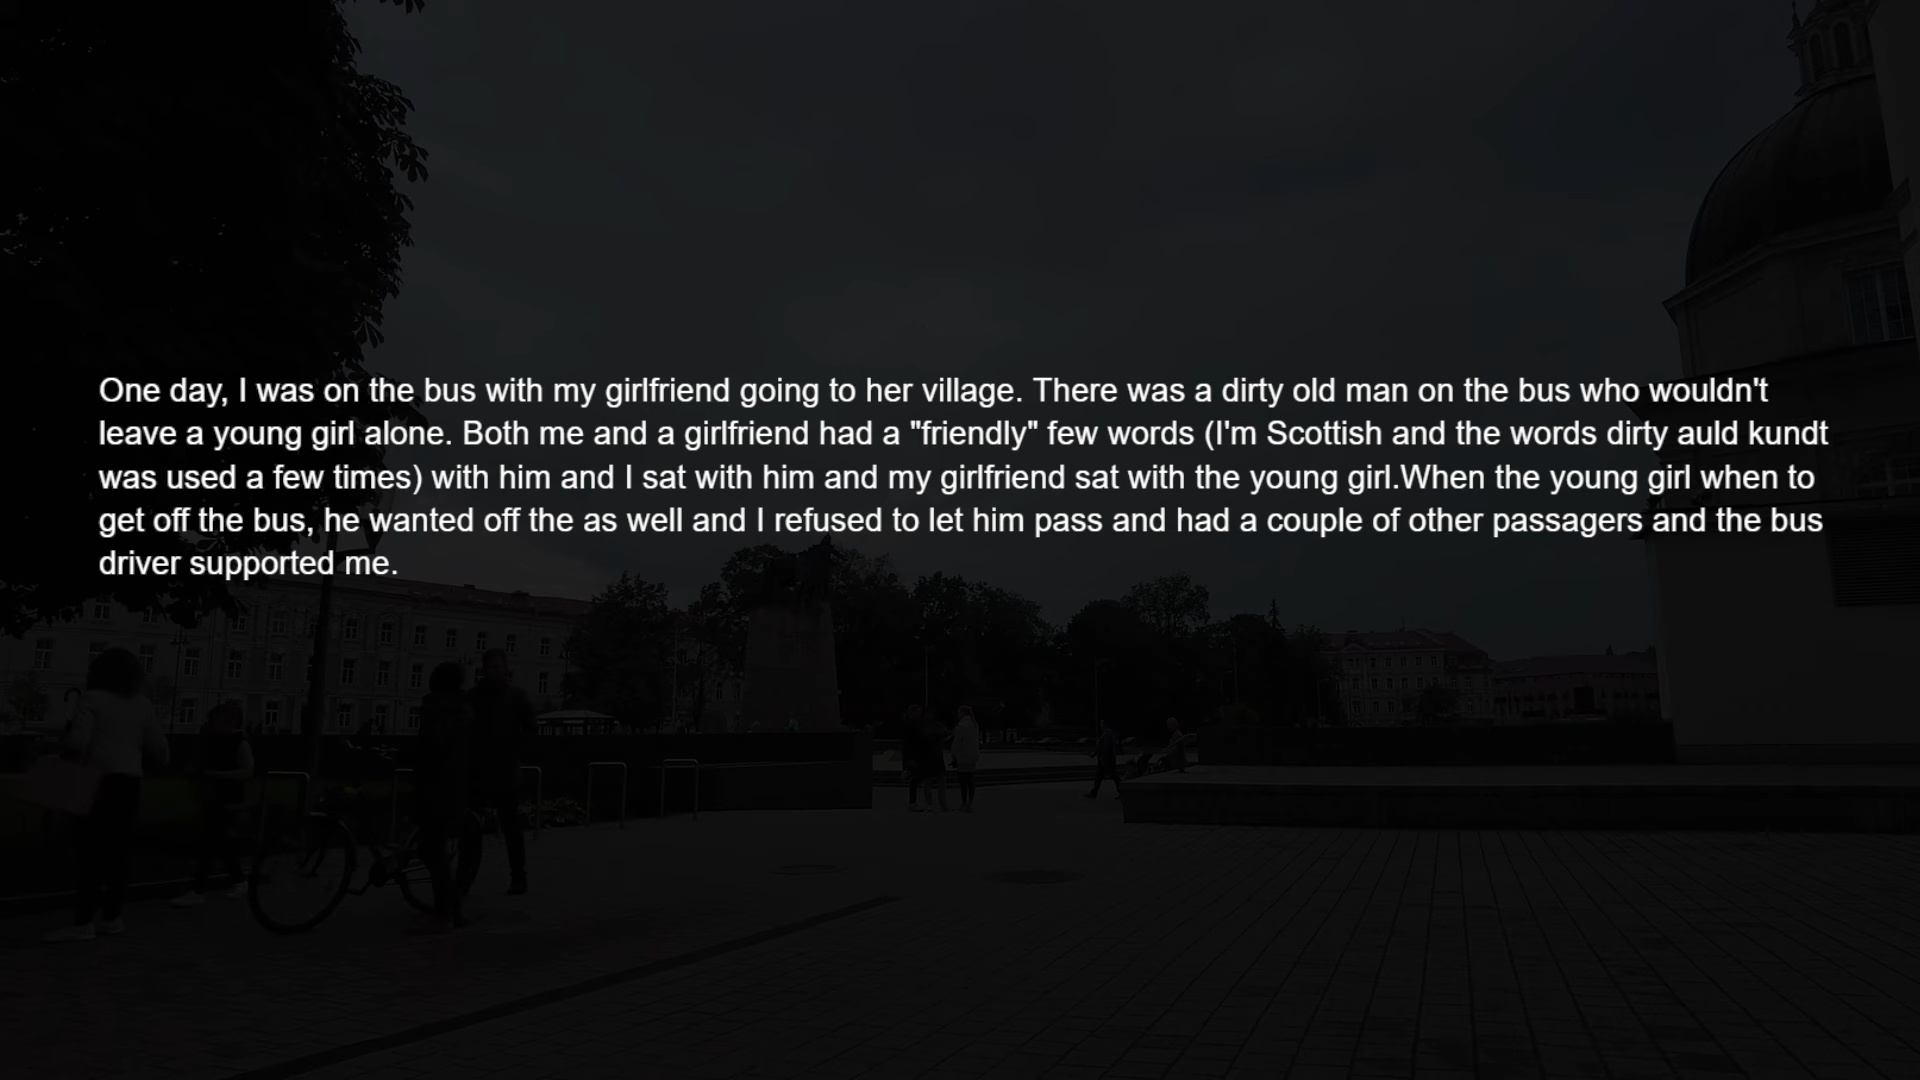 One day, I was on the bus with my girlfriend going to her village. There was a dirty old man on the bus who wouldn't
leave a young girl alone. Both me and a girlfriend had a "friendly" few words (I'm Scottish and the words dirty auld kundt
was used a few times) with him and I sat with him and my girlfriend sat with the young girl.When the young girl when to
get off the bus, he wanted off the as well and I refused to let him pass and had a couple of other passagers and the bus
driver supported me.